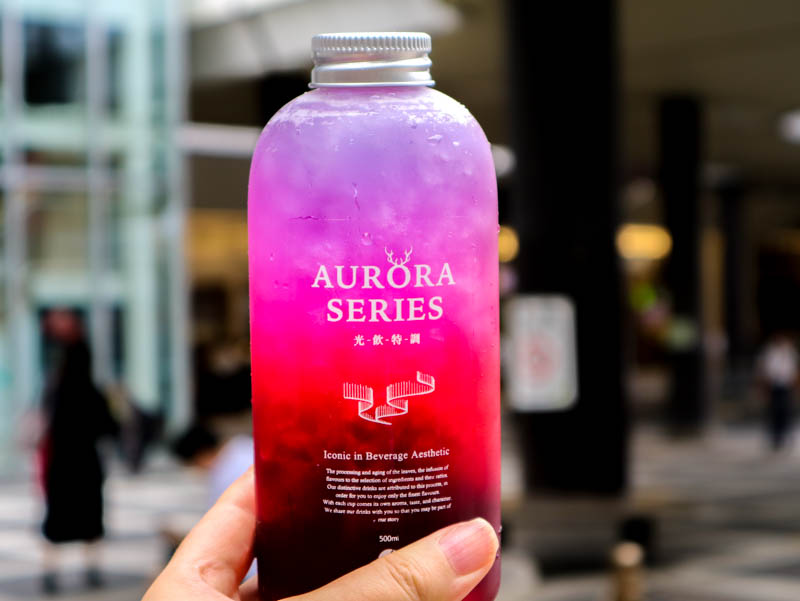 AURORA
SERIES
光-飲-特-調
Iconic in Beverage Aesthetic
The processing and aging of the leaves, the infusion of
flavours to the selection of ingredients and their ratios.
Our distinctive drinks are attributed to this process, in
order for you to enjoy only the finest flavours.
With each cup comes its own aroma, taste, and character.
We share our drinks with you so that you may be part of
our story
500ml